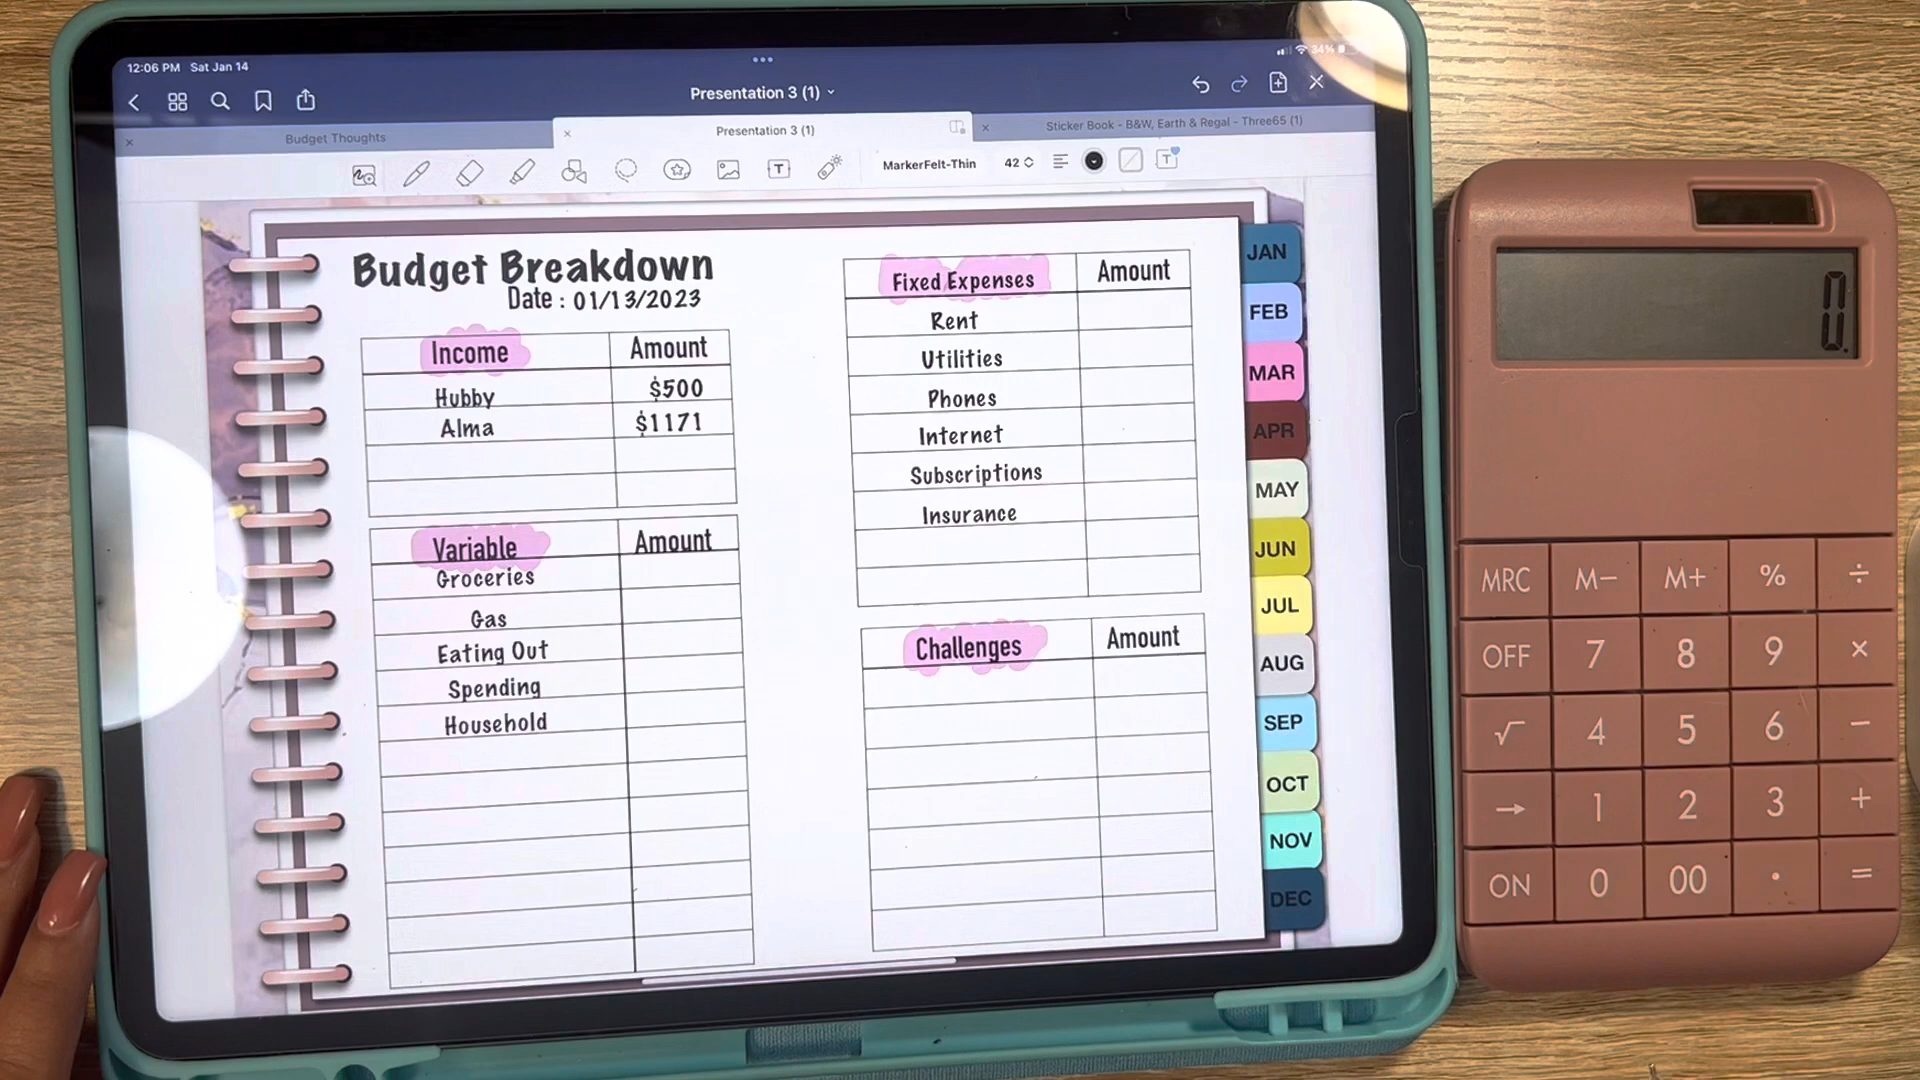 12:06 PM Sat Jan 14
34%
Presentation 3 (1)
Budget Thoughts
Presentation 3 (1)
Sticker Book - B&W, Earth & Regal - Three65 (1)
MarkerFelt-Thin 42
T
T
Budget Breakdown
Date : 01/13/2023
Income Amount
Hubby $500
Alma $1171
Variable Amount
Groceries
Gas
Eating Out
Spending
Household
Fixed Expenses Amount
Rent
Utilities
Phones
Internet
Subscriptions
Insurance
Challenges Amount
JAN
FEB
MAR
APR
MAY
JUN
JUL
AUG
SEP
OCT
NOV
DEC
0.
MRC M− M+ % ÷
OFF 7 8 9 ×
√ 4 5 6 −
→ 1 2 3 +
ON 0 00 · =